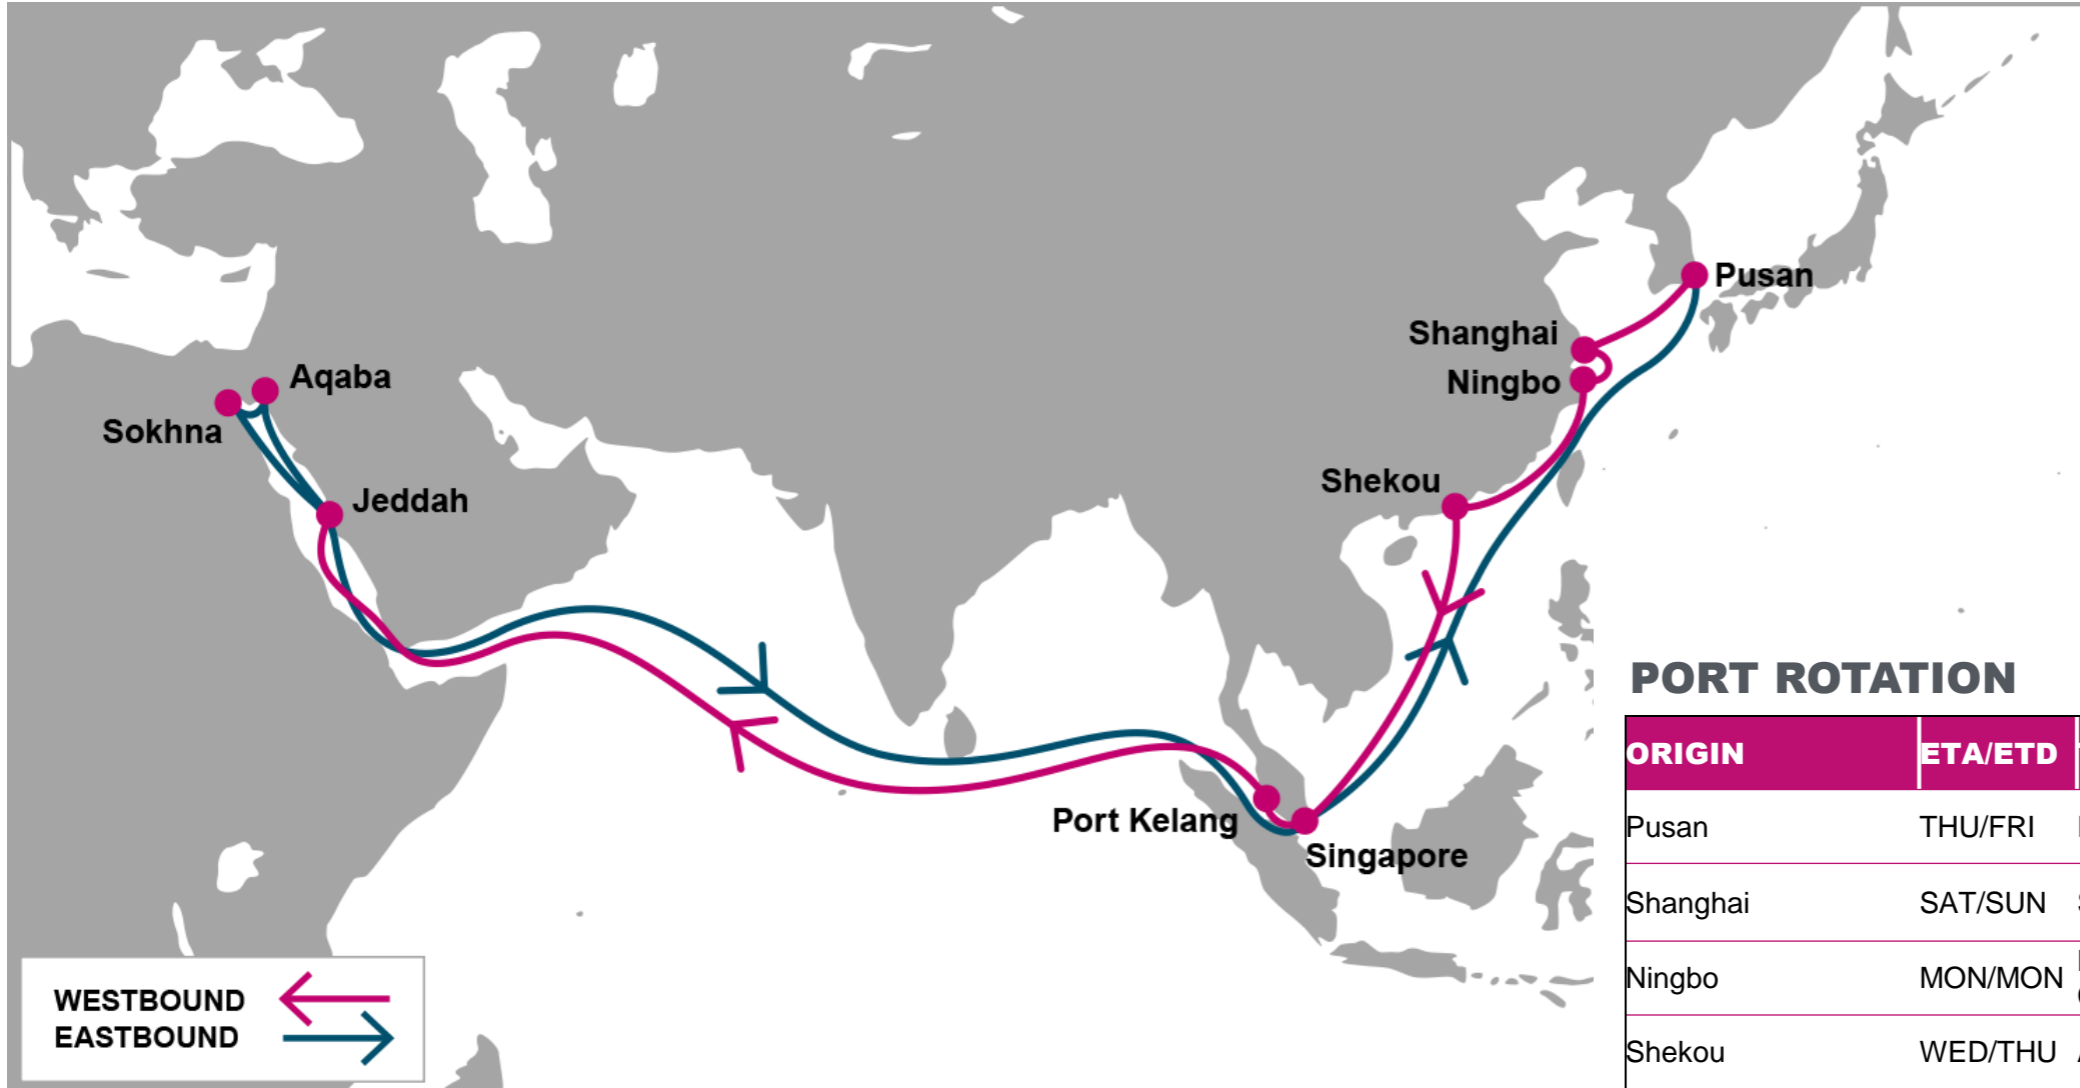 Pusan
Shanghai
Ningbo
Aqaba
Sokhna
Shekou
Jeddah
Port Kelang
Singapore
WESTBOUND
EASTBOUND
PORT ROTATION
ORIGIN ETA/ETD
Pusan THU/FRI
Shanghai SAT/SUN
Ningbo MON/MON
Shekou WED/THU